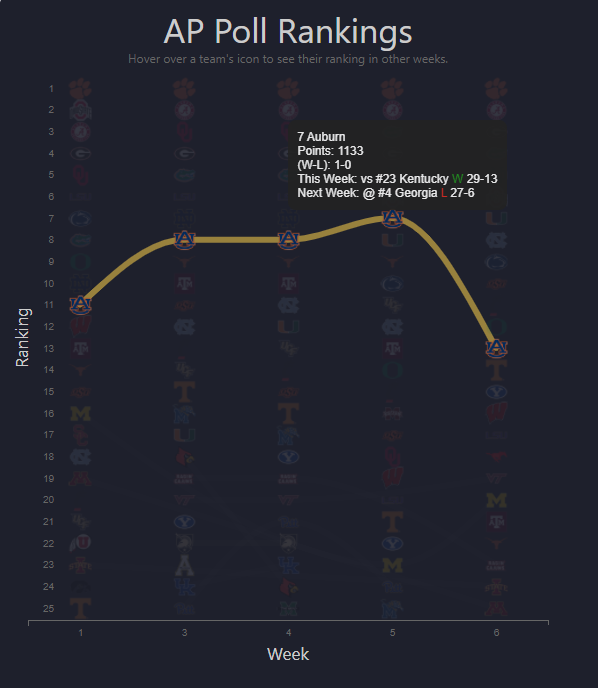 AP Poll Rankings
Hover over a team's icon to see their ranking in other weeks.
7 Auburn
Points: 1133
(W-L): 1-0
This Week: vs #23 Kentucky W 29-13
Next Week: @ #4 Georgia L 27-6
Ranking
1
2
3
4
5
6
7
8
9
10
11
12
13
14
15
16
17
18
19
20
21
22
23
24
25
1 3 4 5 6
Week